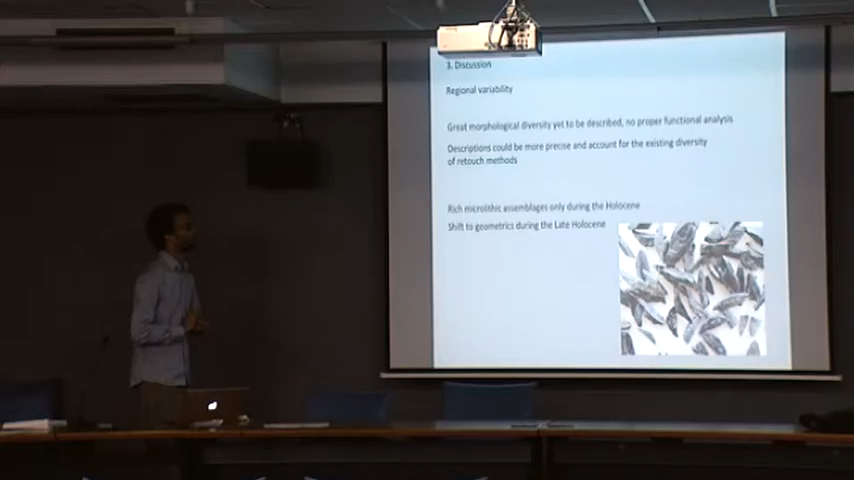 3. Discussion
Regional variability
Great morphological diversity yet to be described, no proper functional analysis
Descriptions could be more precise and account for the existing diversity
of retouch methods
Rich microlithic assemblages only during the Holocene
Shift to geometrics during the Late Holocene